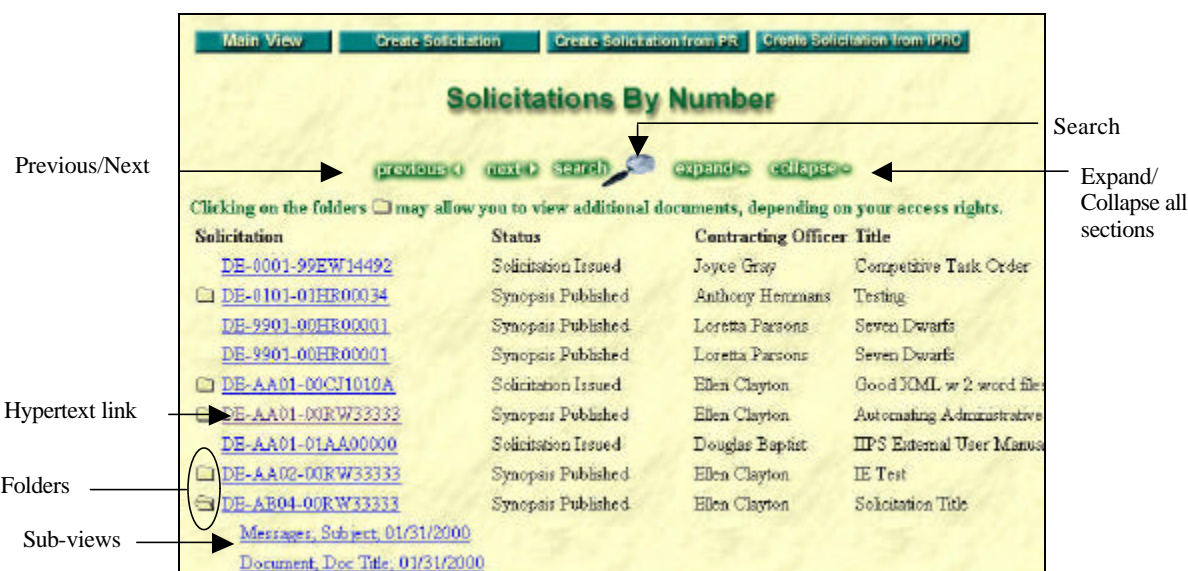 Main View Create Solicitation Create Solicitation from PR Create Solicitation from IPRO
Solicitations By Number
Search
Previous/Next
previous next search expand collapse
Expand/
Collapse all
sections
Clicking on the folders may allow you to view additional documents, depending on your access rights.
Solicitation Status Contracting Officer Title
DE-0001-99EW14492 Solicitation Issued Joyce Gray Competitive Task Order
DE-0101-01HR00034 Synopsis Published Anthony Hemmans Testing
DE-9901-00HR00001 Synopsis Published Loretta Parsons Seven Dwarfs
DE-9901-00HR00001 Synopsis Published Loretta Parsons Seven Dwarfs
DE-AA01-00CJ1010A Solicitation Issued Ellen Clayton Good XML w 2 word files
Hypertext link
DE-AA01-00RW33333 Synopsis Published Ellen Clayton Automating Administrative
DE-AA01-01AA00000 Solicitation Issued Douglas Baptist IIPS External User Manua
Folders
DE-AA02-00RW33333 Synopsis Published Ellen Clayton IE Test
DE-AB04-00RW33333 Synopsis Published Ellen Clayton Solicitation Title
Sub-views
Messages, Subject, 01/31/2000
Document, Doc Title, 01/31/2000